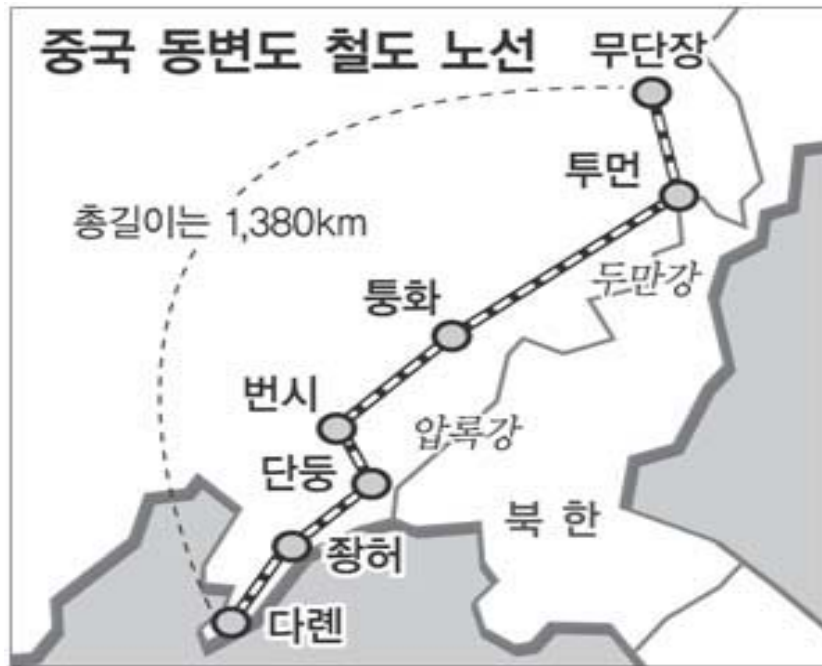 중국 동변도 철도 노선
무단장
투먼
총길이는 1,380km
두만강
퉁화
번시
압록강
단둥
북한
좡허
다롄